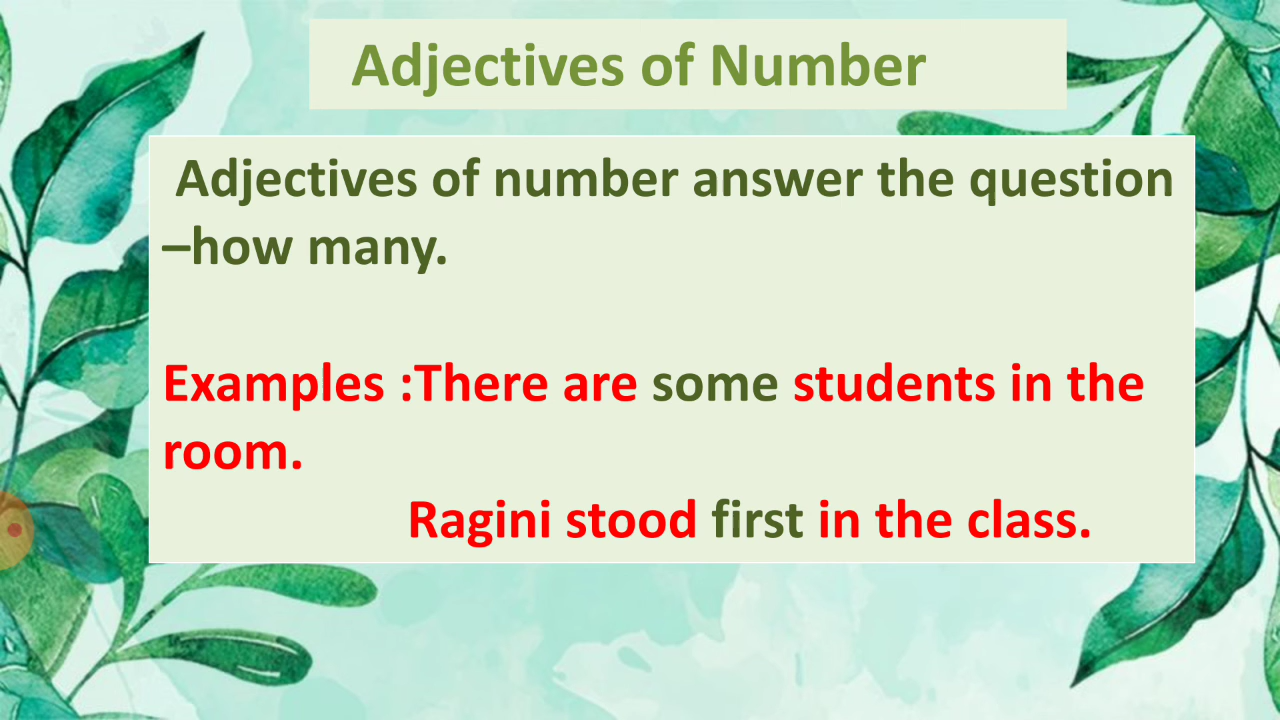 Adjectives of Number
Adjectives of number answer the question
–how many.
Examples :There are some students in the
room.
Ragini stood first in the class.